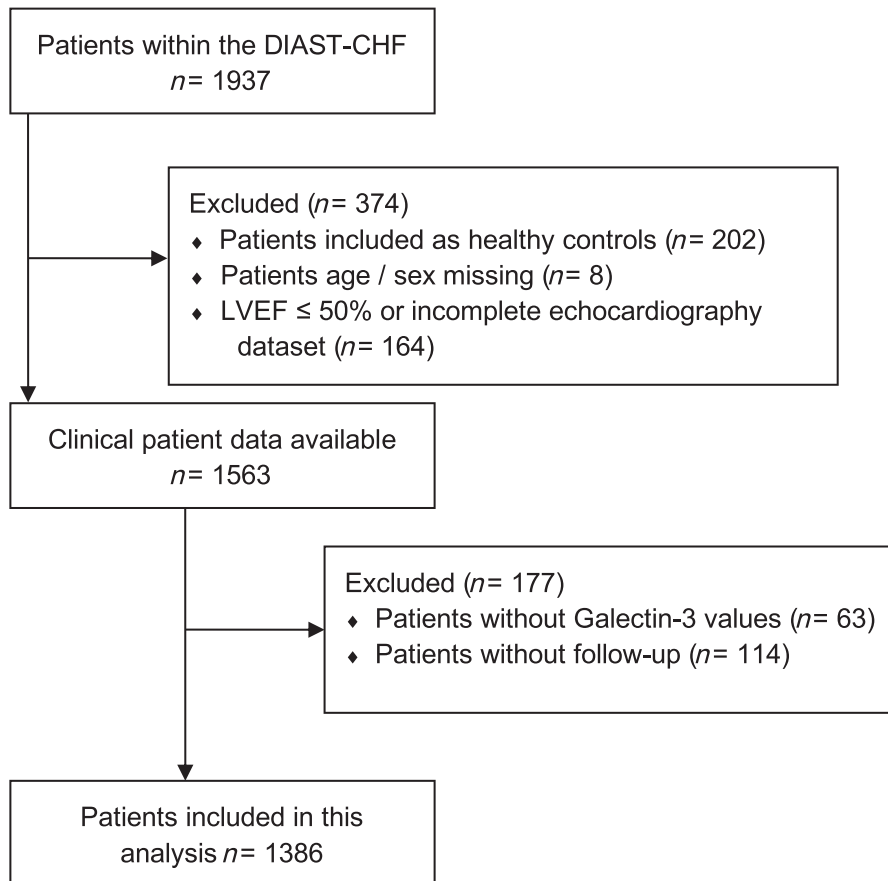 Patients within the DIAST-CHF
n= 1937
Excluded (n= 374)
♦ Patients included as healthy controls (n= 202)
♦ Patients age / sex missing (n= 8)
♦ LVEF ≤ 50% or incomplete echocardiography
dataset (n= 164)
Clinical patient data available
n= 1563
Excluded (n= 177)
♦ Patients without Galectin-3 values (n= 63)
♦ Patients without follow-up (n= 114)
Patients included in this
analysis n= 1386